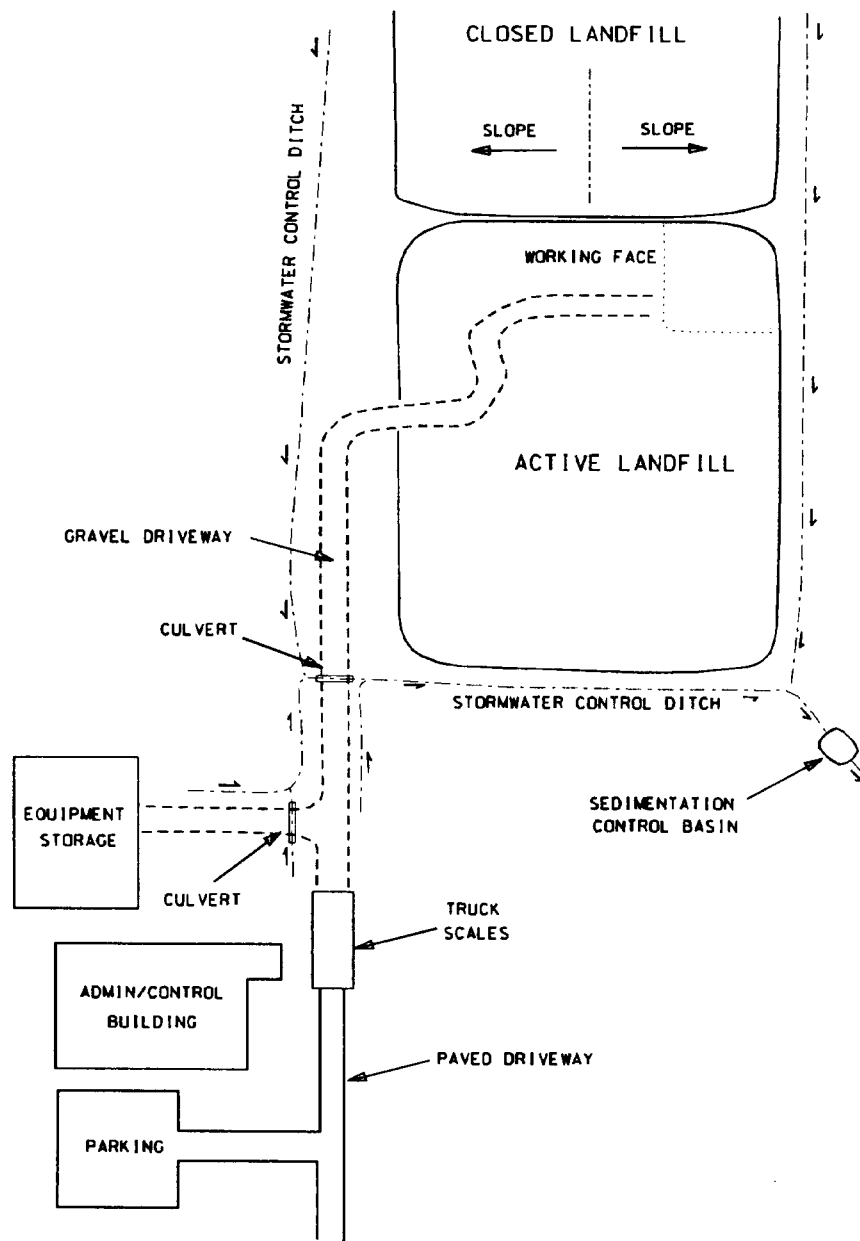 CLOSED LANDFILL
SLOPE
SLOPE
STORMWATER CONTROL DITCH
WORKING FACE
ACTIVE LANDFILL
GRAVEL DRIVEWAY
CULVERT
STORMWATER CONTROL DITCH
EQUIPMENT
STORAGE
SEDIMENTATION
CONTROL BASIN
CULVERT
TRUCK
SCALES
ADMIN/CONTROL
BUILDING
PAVED DRIVEWAY
PARKING